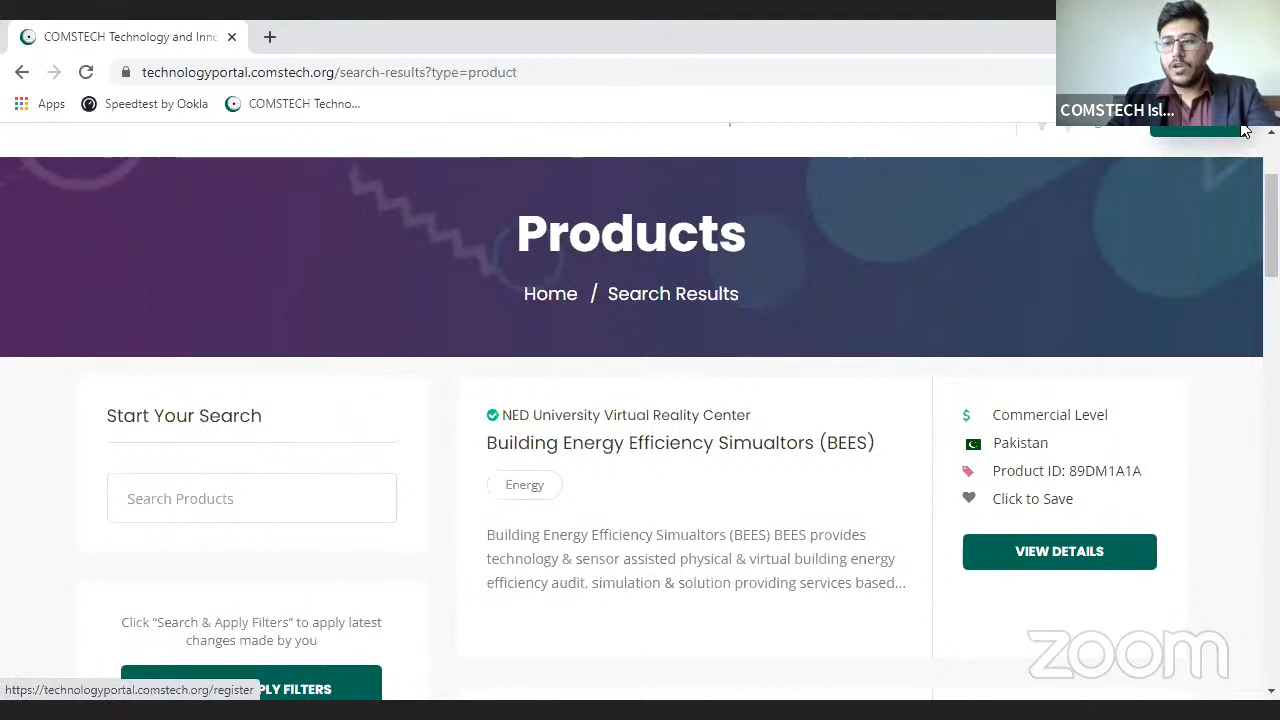 COMSTECH Technology and Inno
technologyportal.comstech.org/search-results?type=product
Apps
Speedtest by Ookla
COMSTECH Techno...
COMSTECH Isl...
Products
Home / Search Results
Start Your Search
Search Products
Click “Search & Apply Filters” to apply latest
changes made by you
PLY FILTERS
NED University Virtual Reality Center
Building Energy Efficiency Simualtors (BEES)
Energy
Building Energy Efficiency Simualtors (BEES) BEES provides
technology & sensor assisted physical & virtual building energy
efficiency audit, simulation & solution providing services based...
$ Commercial Level
Pakistan
Product ID: 89DM1A1A
Click to Save
VIEW DETAILS
zoom
https://technologyportal.comstech.org/register